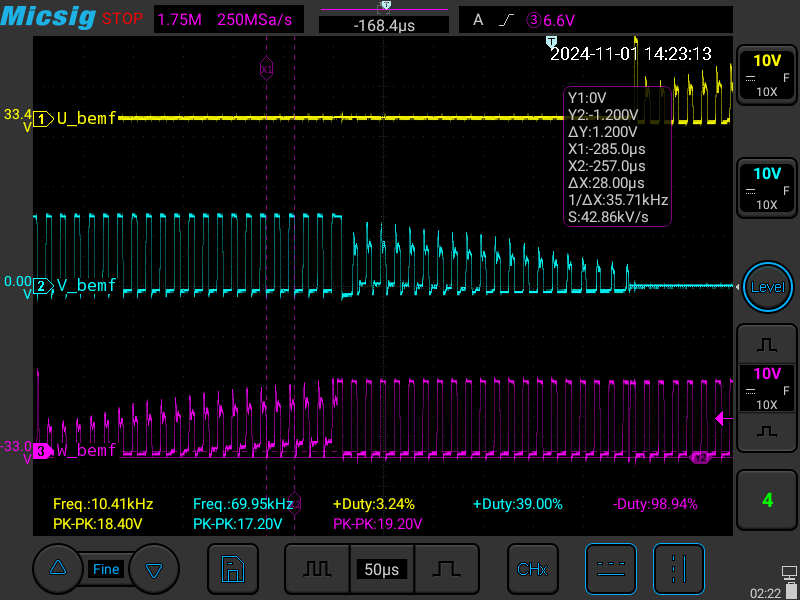 Micsig STOP 1.75M 250MSa/s -168.4μs A ③6.6V
T
T
2024-11-01 14:23:13
10V
F
10X
X1
33.4 V
1 U_bemf
Y1:0V
Y2:-1.200V
ΔY:1.200V
X1:-285.0μs
X2:-257.0μs
ΔX:28.00μs
1/ΔX:35.71kHz
S:42.86kV/s
10V
F
10X
0.00 V
2 V_bemf
Level
10V
F
10X
-33.0 V
3 W_bemf
Freq.:10.41kHz Freq.:69.95kHz +Duty:3.24% +Duty:39.00% -Duty:98.94%
PK-PK:18.40V PK-PK:17.20V PK-PK:19.20V
4
Fine 50μs CHx
02:22